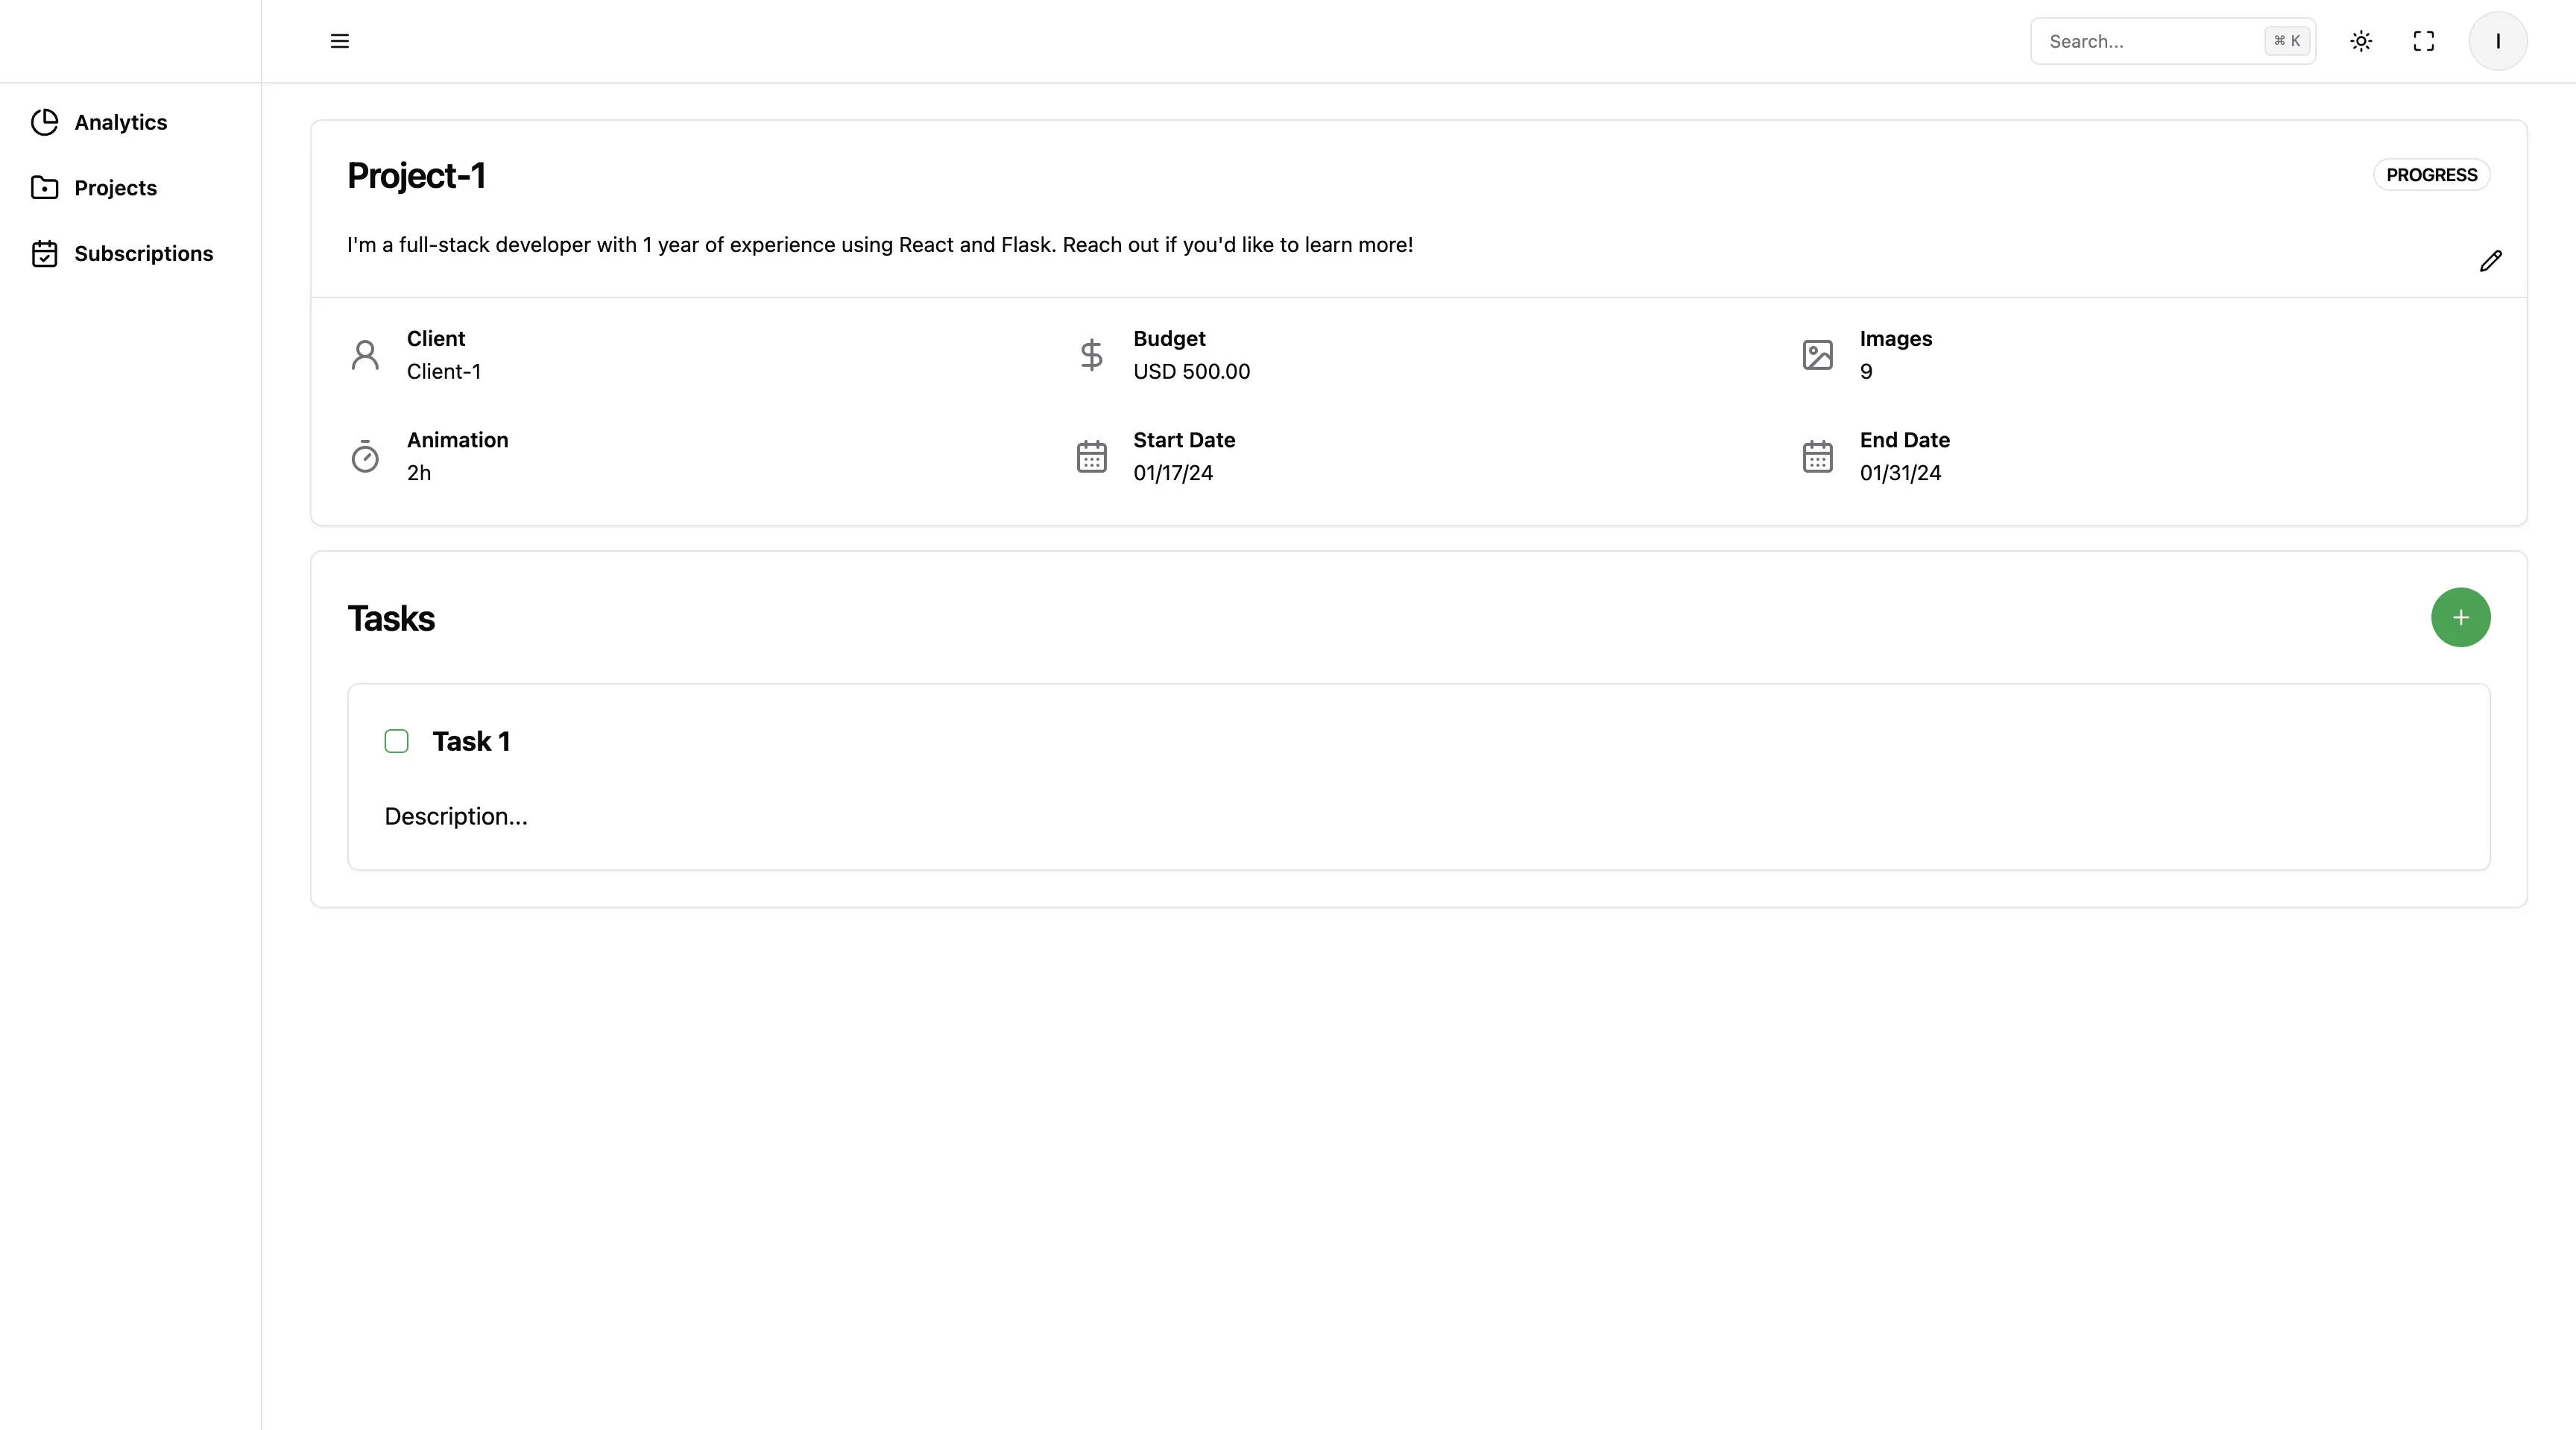 Search...
⌘ K
I
Analytics
Projects
Subscriptions
Project-1
PROGRESS
I'm a full-stack developer with 1 year of experience using React and Flask. Reach out if you'd like to learn more!
Client
Client-1
Budget
USD 500.00
Images
9
Animation
2h
Start Date
01/17/24
End Date
01/31/24
Tasks
Task 1
Description...